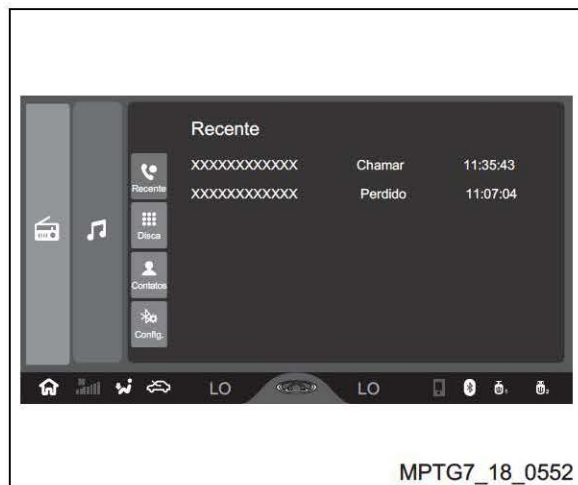 Recente
XXXXXXXXXXXX Chamar 11:35:43
XXXXXXXXXXXX Perdido 11:07:04
Recente
Disca
Contatos
Config.
LO LO
MPTG7_18_0552